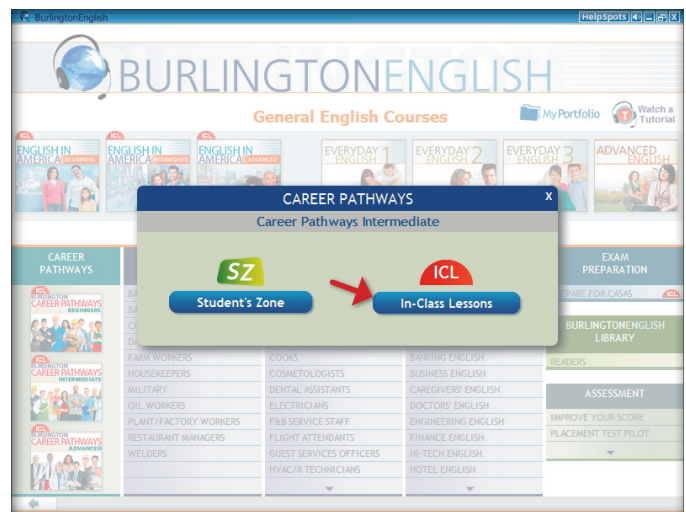 BurlingtonEnglish
HelpSpots
X
BURLINGTONENGLISH
General English Courses
My Portfolio
Watch a
Tutorial
ICL
ICL
ICL
ENGLISH IN
AMERICA BEGINNERS
ENGLISH IN
AMERICA INTERMEDIATE
ENGLISH IN
AMERICA ADVANCED
EVERYDAY 1
ENGLISH
EVERYDAY 2
ENGLISH
EVERYDAY 3
ENGLISH
ADVANCED
ENGLISH
CAREER PATHWAYS
X
Career Pathways Intermediate
SZ
Student's Zone
ICL
In-Class Lessons
CAREER
PATHWAYS
ICL
BURLINGTON
CAREER PATHWAYS
BEGINNERS
ICL
BURLINGTON
CAREER PATHWAYS
INTERMEDIATE
ICL
BURLINGTON
CAREER PATHWAYS
ADVANCED
FARM WORKERS
HOUSEKEEPERS
MILITARY
OIL WORKERS
PLANT/FACTORY WORKERS
RESTAURANT MANAGERS
WELDERS
COOKS
COSMETOLOGISTS
DENTAL ASSISTANTS
ELECTRICIANS
F&B SERVICE STAFF
FLIGHT ATTENDANTS
GUEST SERVICES OFFICERS
HVAC/R TECHNICIANS
BANKING ENGLISH
BUSINESS ENGLISH
CAREGIVERS' ENGLISH
DOCTORS' ENGLISH
ENGINEERING ENGLISH
FINANCE ENGLISH
HI-TECH ENGLISH
HOTEL ENGLISH
EXAM
PREPARATION
EPARE FOR CASAS
ICL
BURLINGTONENGLISH
LIBRARY
READERS
ASSESSMENT
IMPROVE YOUR SCORE
PLACEMENT TEST PILOT